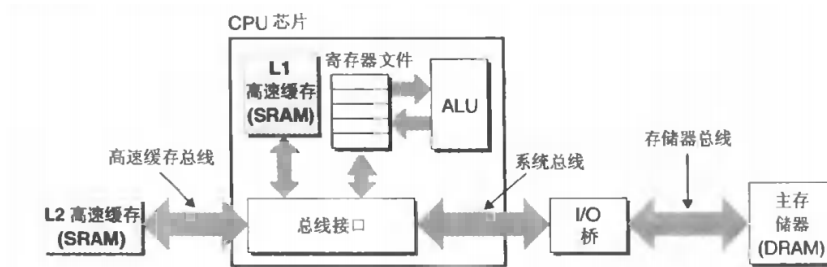 CPU 芯片
L1
高速缓存
(SRAM)
寄存器文件
ALU
高速缓存总线
系统总线
存储器总线
L2 高速缓存
(SRAM)
总线接口
I/O
桥
主存
储器
(DRAM)